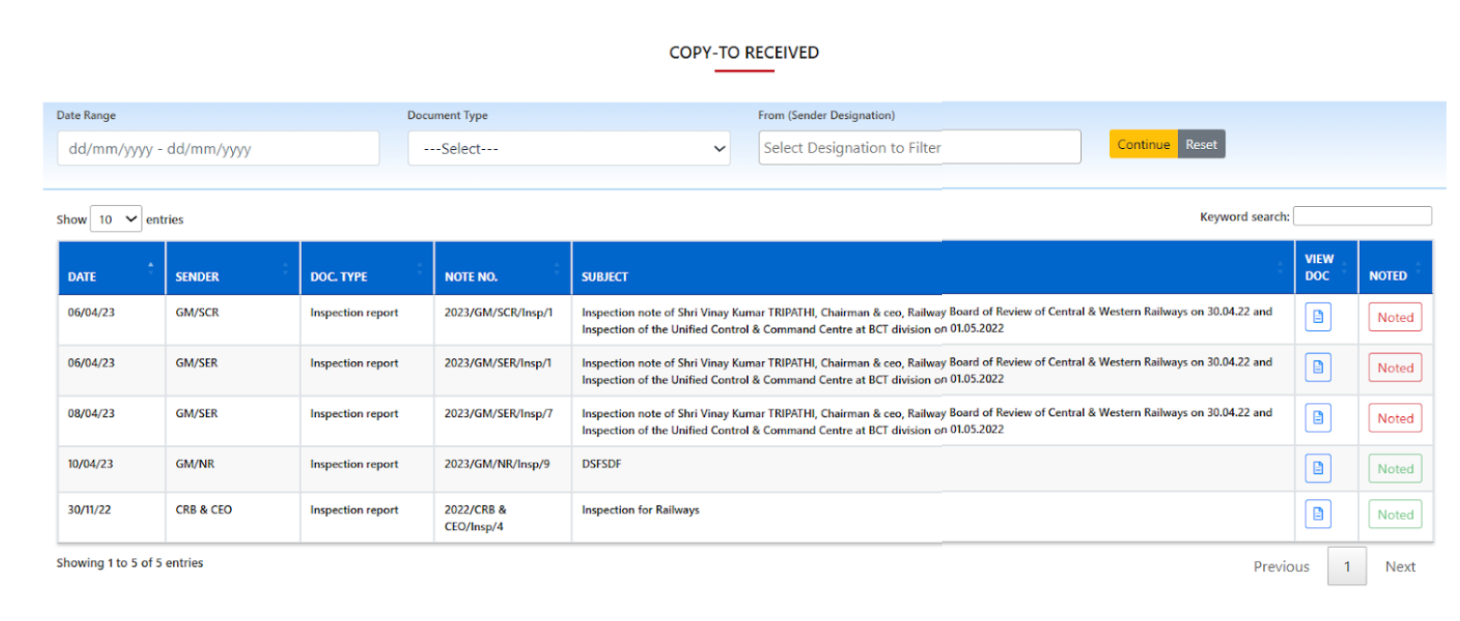 COPY-TO RECEIVED
Date Range
Document Type
From (Sender Designation)
dd/mm/yyyy - dd/mm/yyyy
---Select---
Select Designation to Filter
Continue
Reset
Show 10 entries
Keyword search:
DATE
SENDER
DOC. TYPE
NOTE NO.
SUBJECT
VIEW
DOC
NOTED
06/04/23
GM/SCR
Inspection report
2023/GM/SCR/Insp/1
Inspection note of Shri Vinay Kumar TRIPATHI, Chairman & ceo, Railway Board of Review of Central & Western Railways on 30.04.22 and
Inspection of the Unified Control & Command Centre at BCT division on 01.05.2022
Noted
06/04/23
GM/SER
Inspection report
2023/GM/SER/Insp/1
Inspection note of Shri Vinay Kumar TRIPATHI, Chairman & ceo, Railway Board of Review of Central & Western Railways on 30.04.22 and
Inspection of the Unified Control & Command Centre at BCT division on 01.05.2022
Noted
08/04/23
GM/SER
Inspection report
2023/GM/SER/Insp/7
Inspection note of Shri Vinay Kumar TRIPATHI, Chairman & ceo, Railway Board of Review of Central & Western Railways on 30.04.22 and
Inspection of the Unified Control & Command Centre at BCT division on 01.05.2022
Noted
10/04/23
GM/NR
Inspection report
2023/GM/NR/Insp/9
DSFSDF
Noted
30/11/22
CRB & CEO
Inspection report
2022/CRB &
CEO/Insp/4
Inspection for Railways
Noted
Showing 1 to 5 of 5 entries
Previous
1
Next